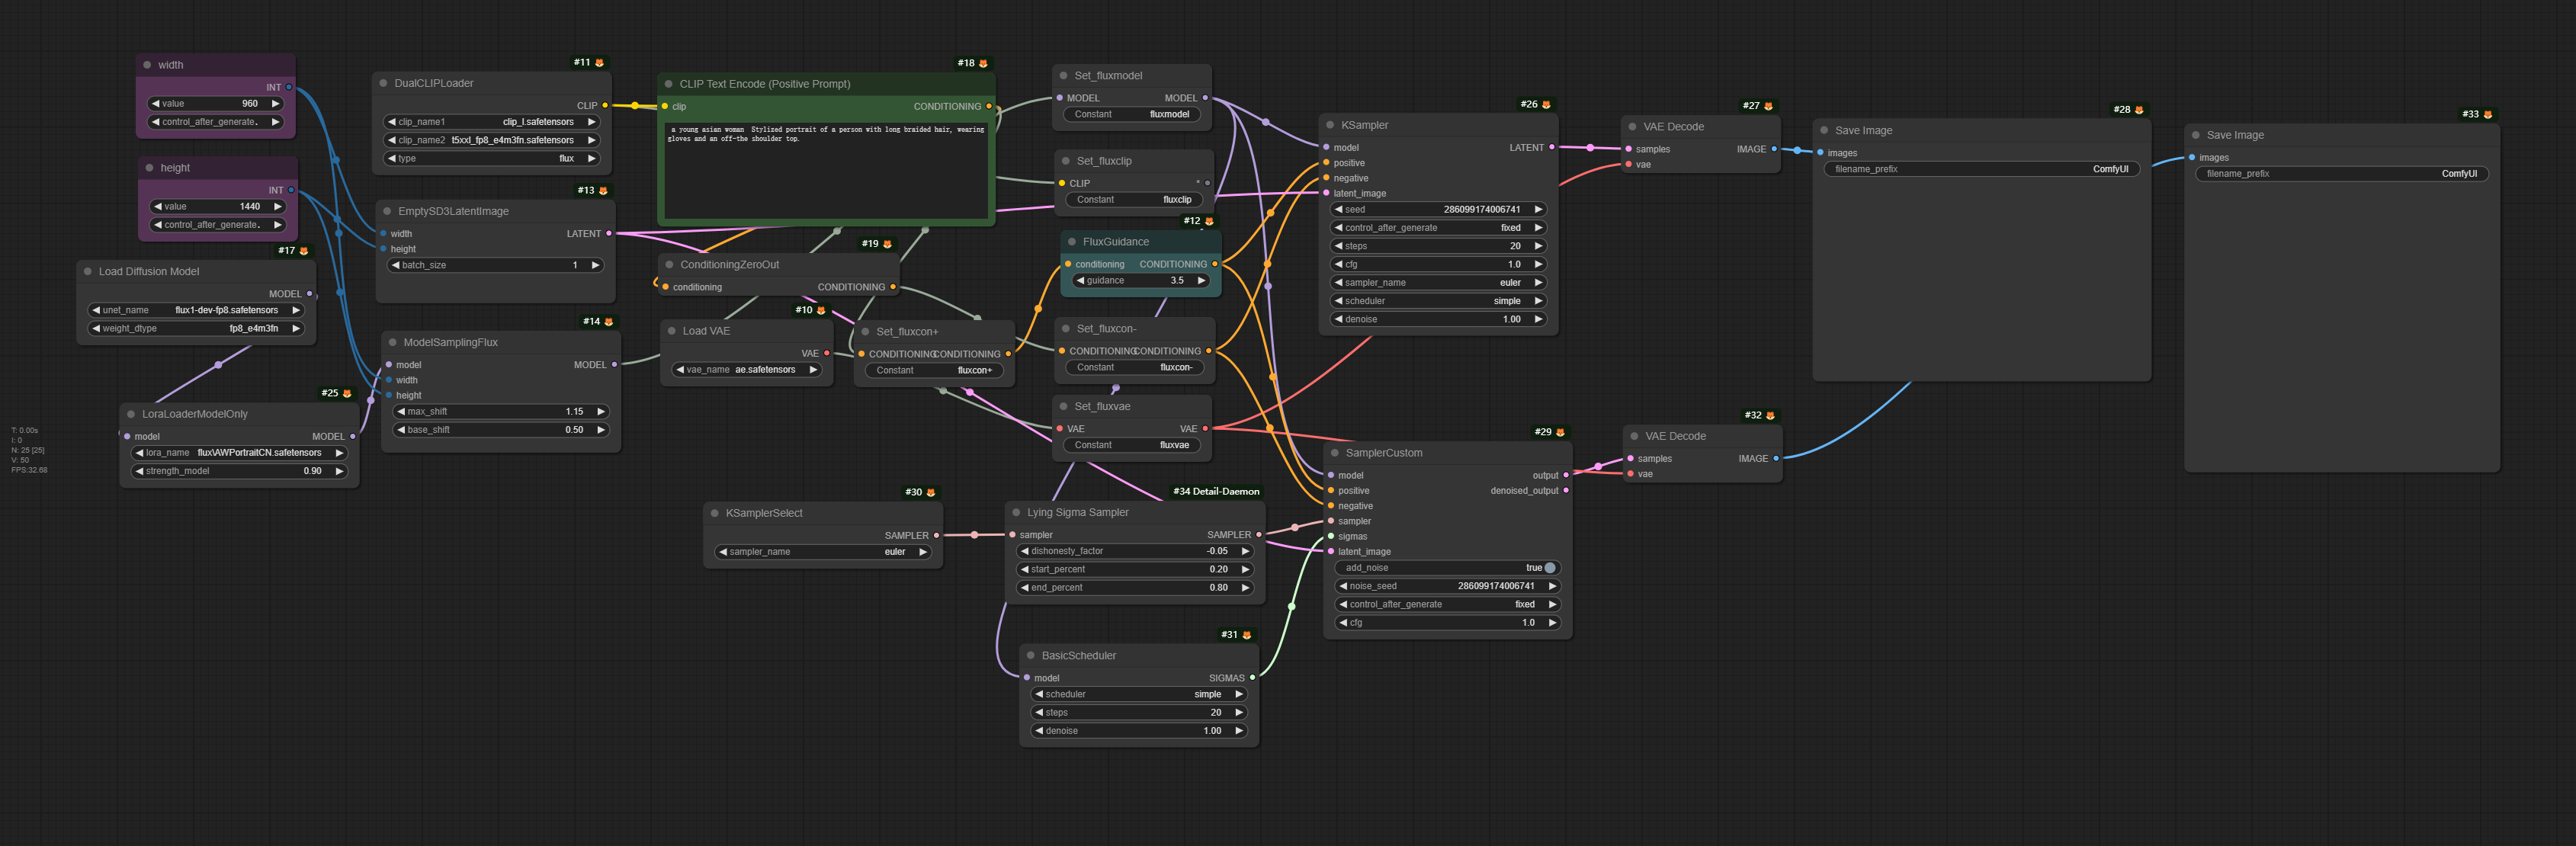 width
INT
value 960
control_after_generate.
height
INT
value 1440
control_after_generate.
#17
Load Diffusion Model
MODEL
unet_name flux1-dev-fp8.safetensors
weight_dtype fp8_e4m3fn
#25
LoraLoaderModelOnly
model MODEL
lora_name flux\AWPortraitCN.safetensors
strength_model 0.90
T: 0.00s
I: 0
N: 25 [25]
V: 50
FPS:32.68
#11
DualCLIPLoader
CLIP
clip_name1 clip_l.safetensors
clip_name2 t5xxl_fp8_e4m3fn.safetensors
type flux
#13
EmptySD3LatentImage
width LATENT
height
batch_size 1
#14
ModelSamplingFlux
model MODEL
width
height
max_shift 1.15
base_shift 0.50
#18
CLIP Text Encode (Positive Prompt)
clip CONDITIONING
a young asian woman Stylized portrait of a person with long braided hair, wearing
gloves and an off-the shoulder top.
#19
ConditioningZeroOut
conditioning CONDITIONING
#10
Load VAE
VAE
vae_name ae.safetensors
Set_fluxcon+
CONDITIONING CONDITIONING
Constant fluxcon+
Set_fluxmodel
MODEL MODEL
Constant fluxmodel
Set_fluxclip
CLIP *
Constant fluxclip
#12
FluxGuidance
conditioning CONDITIONING
guidance 3.5
Set_fluxcon-
CONDITIONING CONDITIONING
Constant fluxcon-
Set_fluxvae
VAE VAE
Constant fluxvae
#30
KSamplerSelect
SAMPLER
sampler_name euler
#34 Detail-Daemon
Lying Sigma Sampler
sampler SAMPLER
dishonesty_factor -0.05
start_percent 0.20
end_percent 0.80
#31
BasicScheduler
model SIGMAS
scheduler simple
steps 20
denoise 1.00
#26
KSampler
model LATENT
positive
negative
latent_image
seed 286099174006741
control_after_generate fixed
steps 20
cfg 1.0
sampler_name euler
scheduler simple
denoise 1.00
#29
SamplerCustom
model output
positive denoised_output
negative
sampler
sigmas
latent_image
add_noise true
noise_seed 286099174006741
control_after_generate fixed
cfg 1.0
#27
VAE Decode
samples IMAGE
vae
#32
VAE Decode
samples IMAGE
vae
#28
Save Image
images
filename_prefix ComfyUI
#33
Save Image
images
filename_prefix ComfyUI